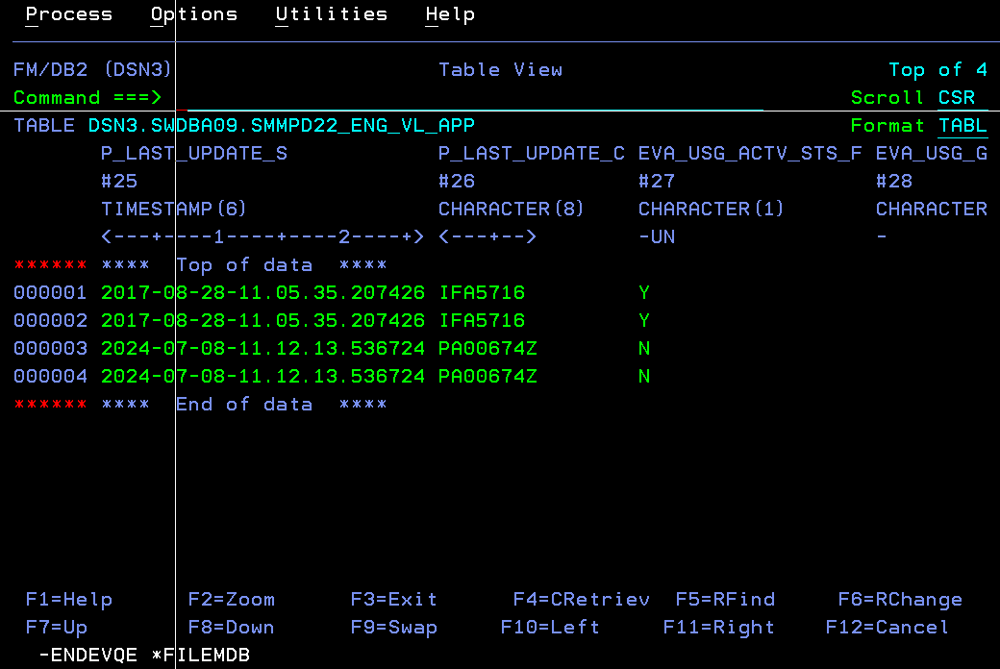 Process   Options   Utilities   Help
FM/DB2 (DSN3)                     Table View                          Top of 4
Command ===>                                                       Scroll CSR
TABLE DSN3.SWDBA09.SMMPD22_ENG_VL_APP                              Format TABL
       P_LAST_UPDATE_S            P_LAST_UPDATE_C EVA_USG_ACTV_STS_F EVA_USG_G
       #25                        #26             #27                #28
       TIMESTAMP(6)               CHARACTER(8)    CHARACTER(1)       CHARACTER
       <---+----1----+----2----+> <---+-->        -UN                -
****** ****  Top of data  ****
000001 2017-08-28-11.05.35.207426 IFA5716         Y
000002 2017-08-28-11.05.35.207426 IFA5716         Y
000003 2024-07-08-11.12.13.536724 PA00674Z        N
000004 2024-07-08-11.12.13.536724 PA00674Z        N
****** ****  End of data  ****
F1=Help      F2=Zoom      F3=Exit      F4=CRetriev  F5=RFind     F6=RChange
F7=Up        F8=Down      F9=Swap     F10=Left     F11=Right    F12=Cancel
-ENDEVQE *FILEMDB